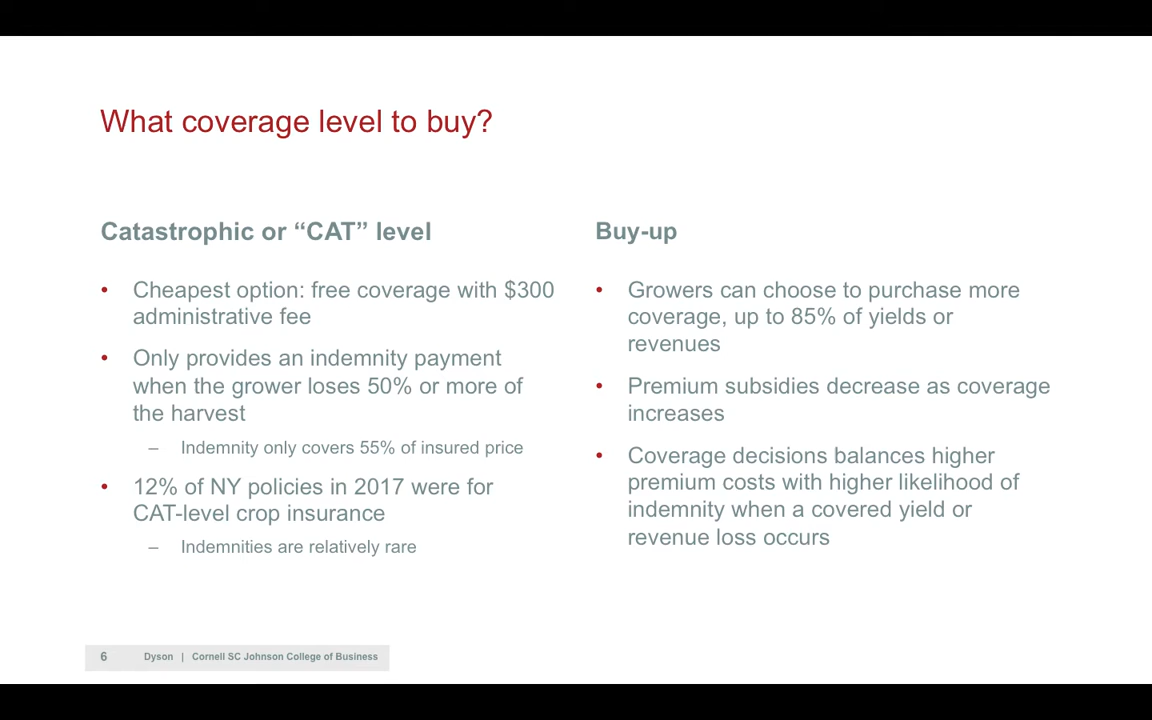 What coverage level to buy?
Catastrophic or “CAT” level
• Cheapest option: free coverage with $300
administrative fee
• Only provides an indemnity payment
when the grower loses 50% or more of
the harvest
– Indemnity only covers 55% of insured price
• 12% of NY policies in 2017 were for
CAT-level crop insurance
– Indemnities are relatively rare
Buy-up
• Growers can choose to purchase more
coverage, up to 85% of yields or
revenues
• Premium subsidies decrease as coverage
increases
• Coverage decisions balances higher
premium costs with higher likelihood of
indemnity when a covered yield or
revenue loss occurs
6 Dyson | Cornell SC Johnson College of Business